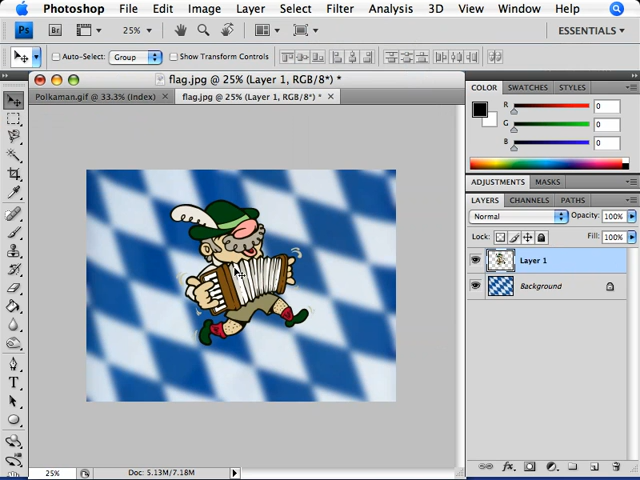 Photoshop File Edit Image Layer Select Filter Analysis 3D View Window Help
Ps Br 25% ESSENTIALS
Auto-Select: Group Show Transform Controls
flag.jpg @ 25% (Layer 1, RGB/8*) *
Polkaman.gif @ 33.3% (Index) flag.jpg @ 25% (Layer 1, RGB/8*) *
COLOR SWATCHES STYLES
R 0
G 0
B 0
ADJUSTMENTS MASKS
LAYERS CHANNELS PATHS
Normal Opacity: 100%
Lock: Fill: 100%
Layer 1
Background
T
fx.
25% Doc: 5.13M/7.18M